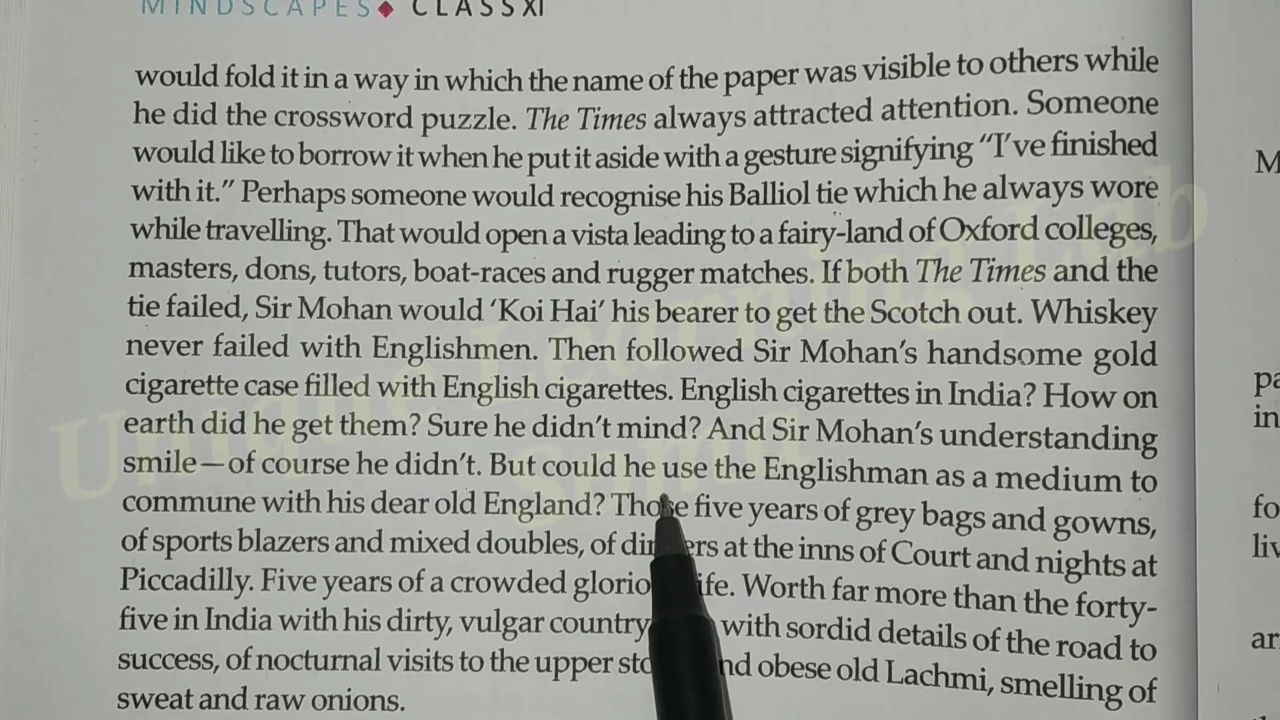 MINDSCAPES◆ CLASS XI
would fold it in a way in which the name of the paper was visible to others while
he did the crossword puzzle. The Times always attracted attention. Someone
would like to borrow it when he put it aside with a gesture signifying “I’ve finished
with it.” Perhaps someone would recognise his Balliol tie which he always wore
while travelling. That would open a vista leading to a fairy-land of Oxford colleges,
masters, dons, tutors, boat-races and rugger matches. If both The Times and the
tie failed, Sir Mohan would ‘Koi Hai’ his bearer to get the Scotch out. Whiskey
never failed with Englishmen. Then followed Sir Mohan’s handsome gold
cigarette case filled with English cigarettes. English cigarettes in India? How on
earth did he get them? Sure he didn’t mind? And Sir Mohan’s understanding
smile—of course he didn’t. But could he use the Englishman as a medium to
commune with his dear old England? Those five years of grey bags and gowns,
of sports blazers and mixed doubles, of dinners at the inns of Court and nights at
Piccadilly. Five years of a crowded glorio ife. Worth far more than the forty-
five in India with his dirty, vulgar country with sordid details of the road to
success, of nocturnal visits to the upper sto nd obese old Lachmi, smelling of
sweat and raw onions.
Unique Learning Lab
M
pa
in
fo
liv
an